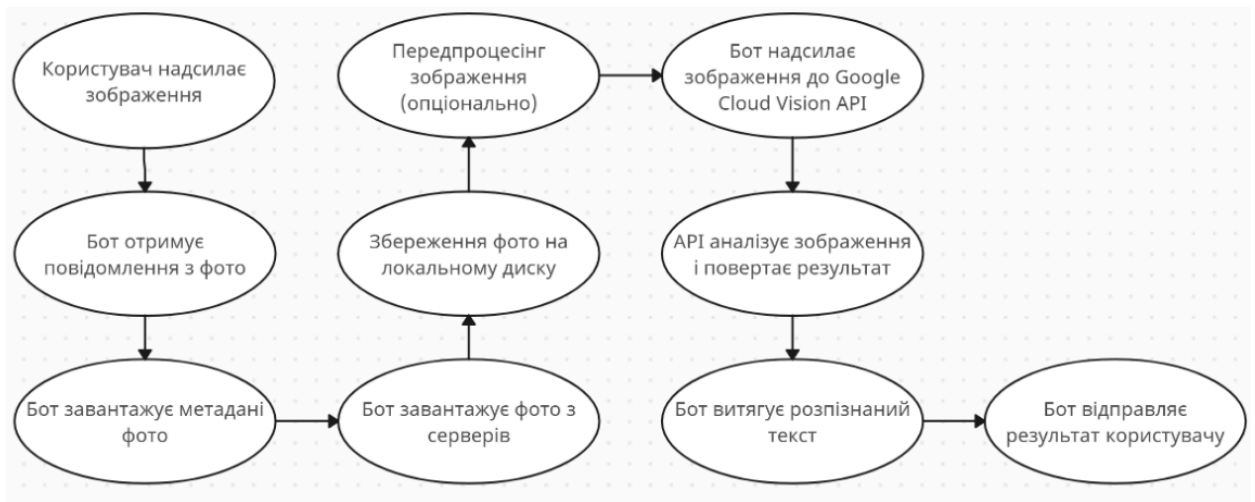 Користувач надсилає
зображення
Бот отримує
повідомлення з фото
Бот завантажує метадані
фото
Бот завантажує фото з
серверів
Збереження фото на
локальному диску
Передпроцесінг
зображення
(опціонально)
Бот надсилає
зображення до Google
Cloud Vision API
API аналізує зображення
і повертає результат
Бот витягує розпізнаний
текст
Бот відправляє
результат користувачу